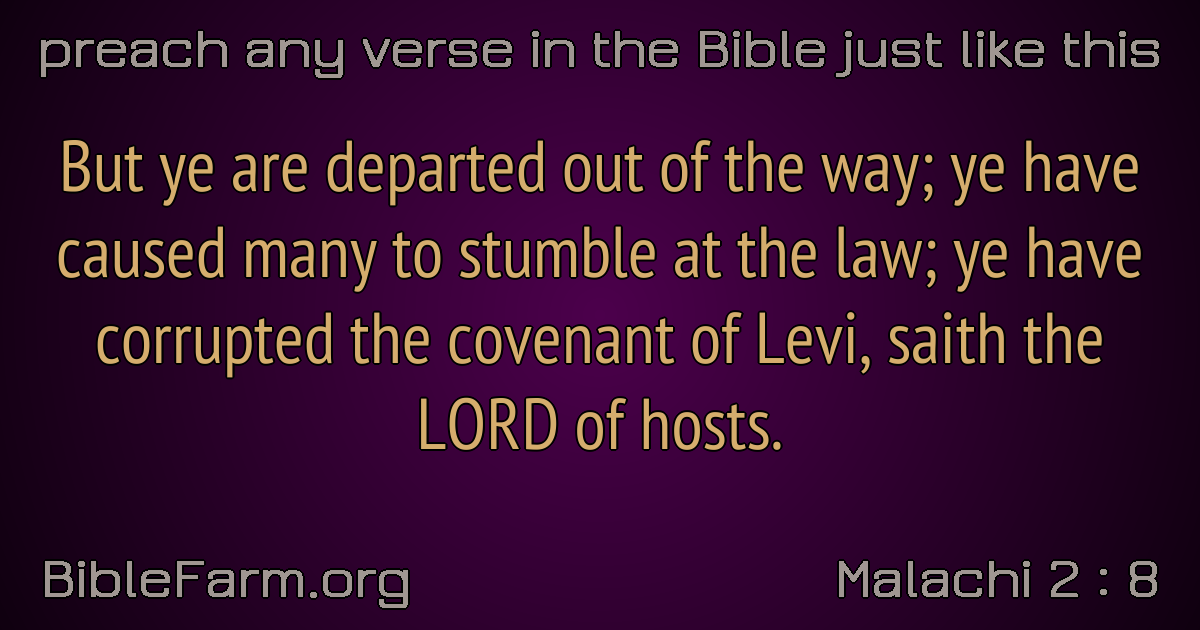 preach any verse in the Bible just like this
But ye are departed out of the way; ye have
caused many to stumble at the law; ye have
corrupted the covenant of Levi, saith the
LORD of hosts.
BibleFarm.org
Malachi 2 : 8